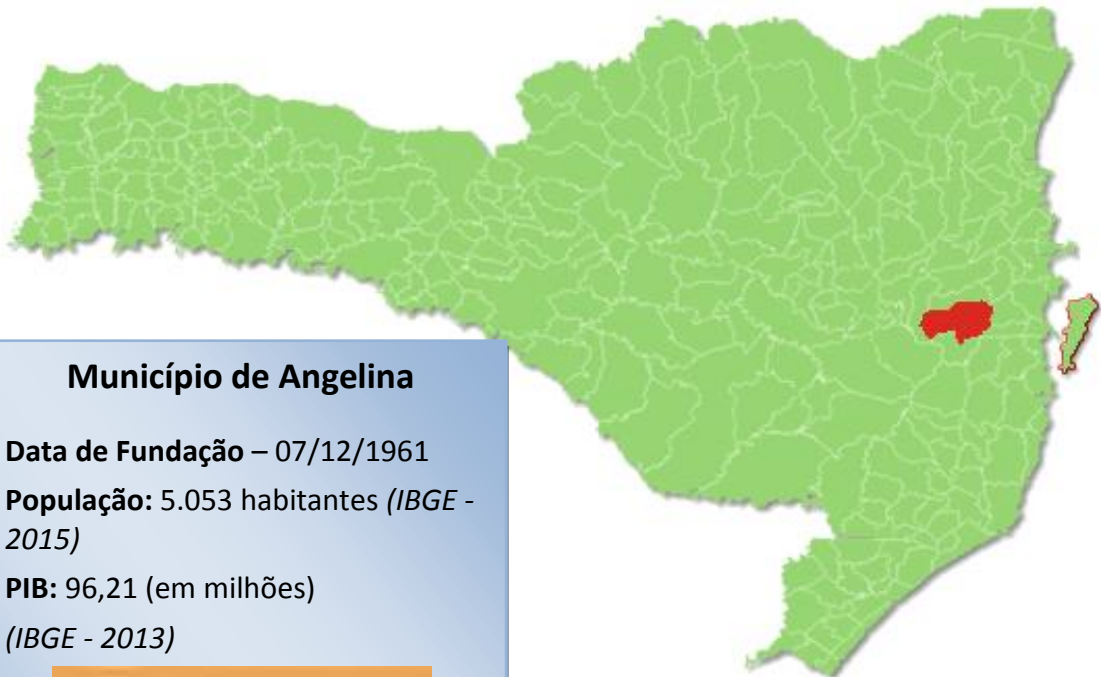 Município de Angelina
Data de Fundação – 07/12/1961
População: 5.053 habitantes (IBGE -
2015)
PIB: 96,21 (em milhões)
(IBGE - 2013)